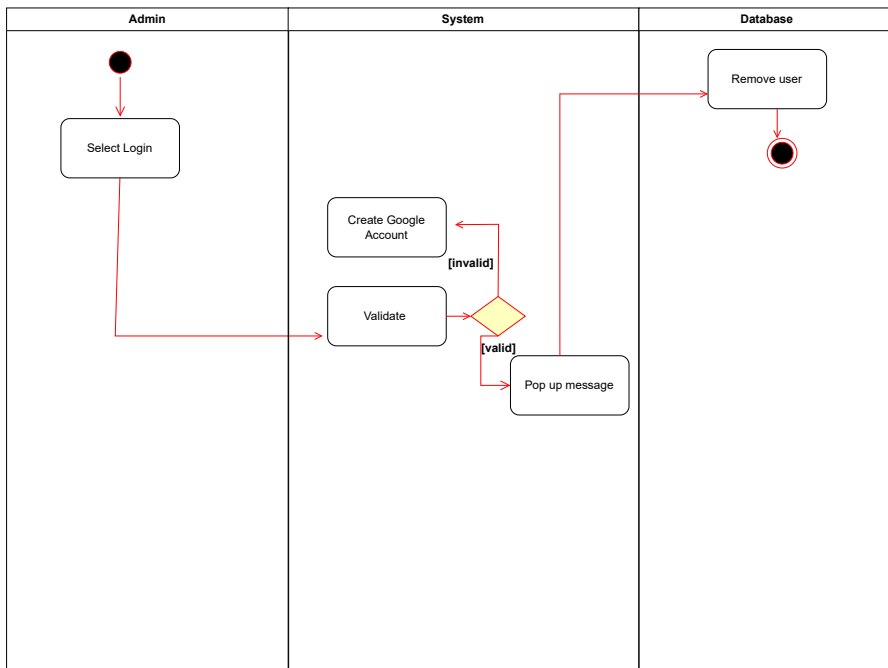 Admin
System
Database
Remove user
Select Login
Create Google
Account
[invalid]
Validate
[valid]
Pop up message